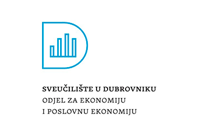 SVEUČILIŠTE U DUBROVNIKU
ODJEL ZA EKONOMIJU
I POSLOVNU EKONOMIJU